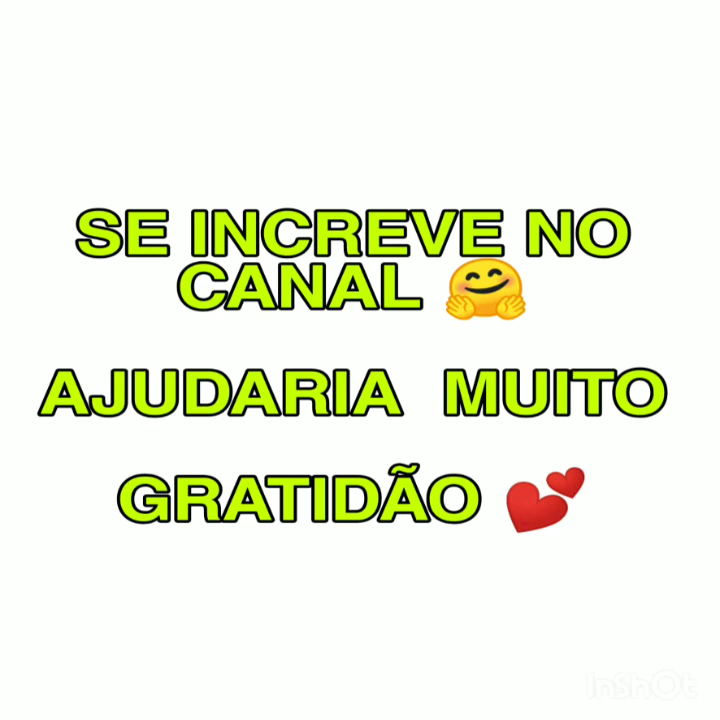 SE INCREVE NO
CANAL 🤗
AJUDARIA MUITO
GRATIDÃO 💕
InShOt